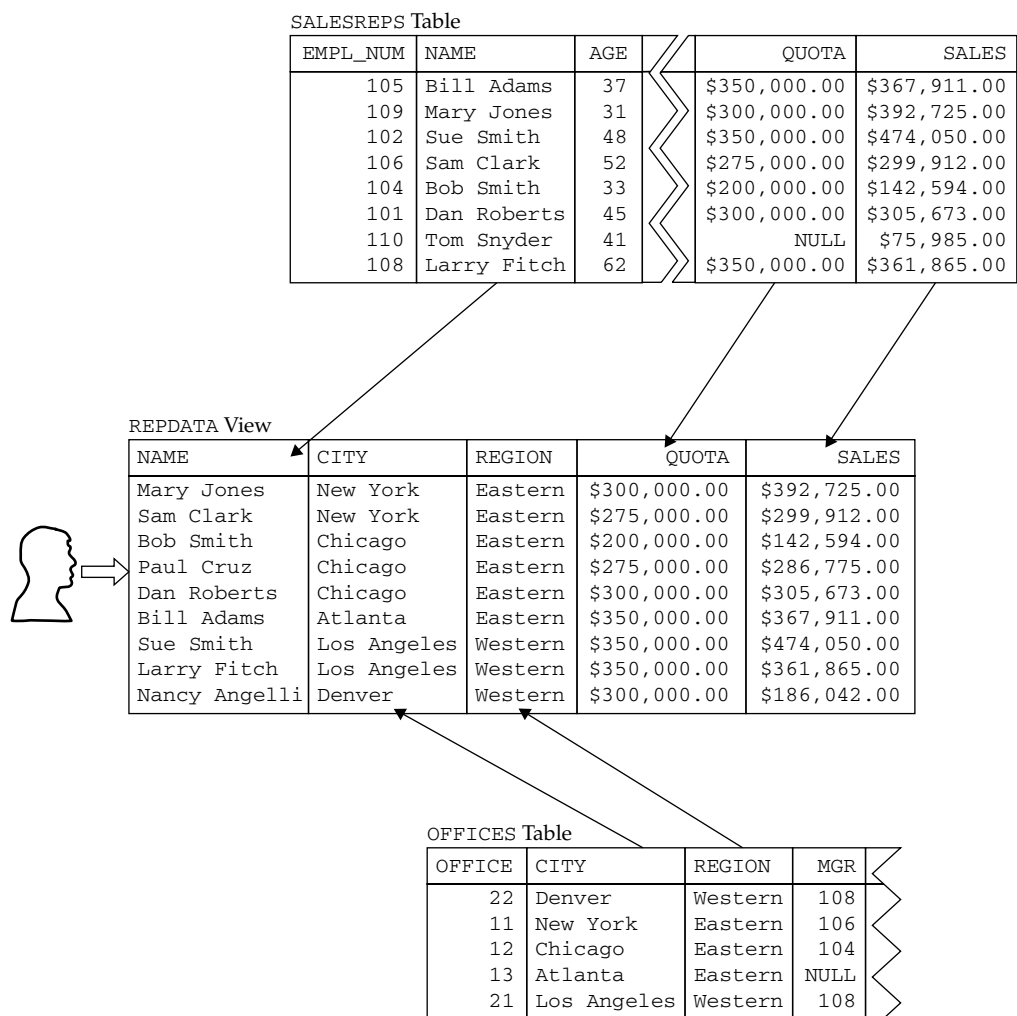 SALESREPS Table
EMPL_NUM NAME AGE QUOTA SALES
105 Bill Adams 37 $350,000.00 $367,911.00
109 Mary Jones 31 $300,000.00 $392,725.00
102 Sue Smith 48 $350,000.00 $474,050.00
106 Sam Clark 52 $275,000.00 $299,912.00
104 Bob Smith 33 $200,000.00 $142,594.00
101 Dan Roberts 45 $300,000.00 $305,673.00
110 Tom Snyder 41 NULL $75,985.00
108 Larry Fitch 62 $350,000.00 $361,865.00
REPDATA View
NAME CITY REGION QUOTA SALES
Mary Jones New York Eastern $300,000.00 $392,725.00
Sam Clark New York Eastern $275,000.00 $299,912.00
Bob Smith Chicago Eastern $200,000.00 $142,594.00
Paul Cruz Chicago Eastern $275,000.00 $286,775.00
Dan Roberts Chicago Eastern $300,000.00 $305,673.00
Bill Adams Atlanta Eastern $350,000.00 $367,911.00
Sue Smith Los Angeles Western $350,000.00 $474,050.00
Larry Fitch Los Angeles Western $350,000.00 $361,865.00
Nancy Angelli Denver Western $300,000.00 $186,042.00
OFFICES Table
OFFICE CITY REGION MGR
22 Denver Western 108
11 New York Eastern 106
12 Chicago Eastern 104
13 Atlanta Eastern NULL
21 Los Angeles Western 108